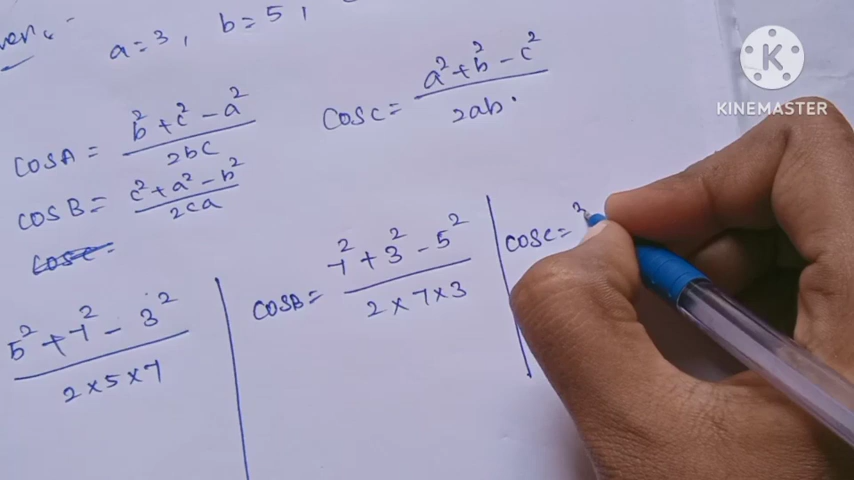 a=3, b=5,
cosA = b²+c²-a² / 2bc
cosC = a²+b²-c² / 2ab.
cosB = c²+a²-b² / 2ca
cosc =
5²+7²-3² / 2×5×7
cosB = 7²+3²-5² / 2×7×3
cosc = 3
KINEMASTER